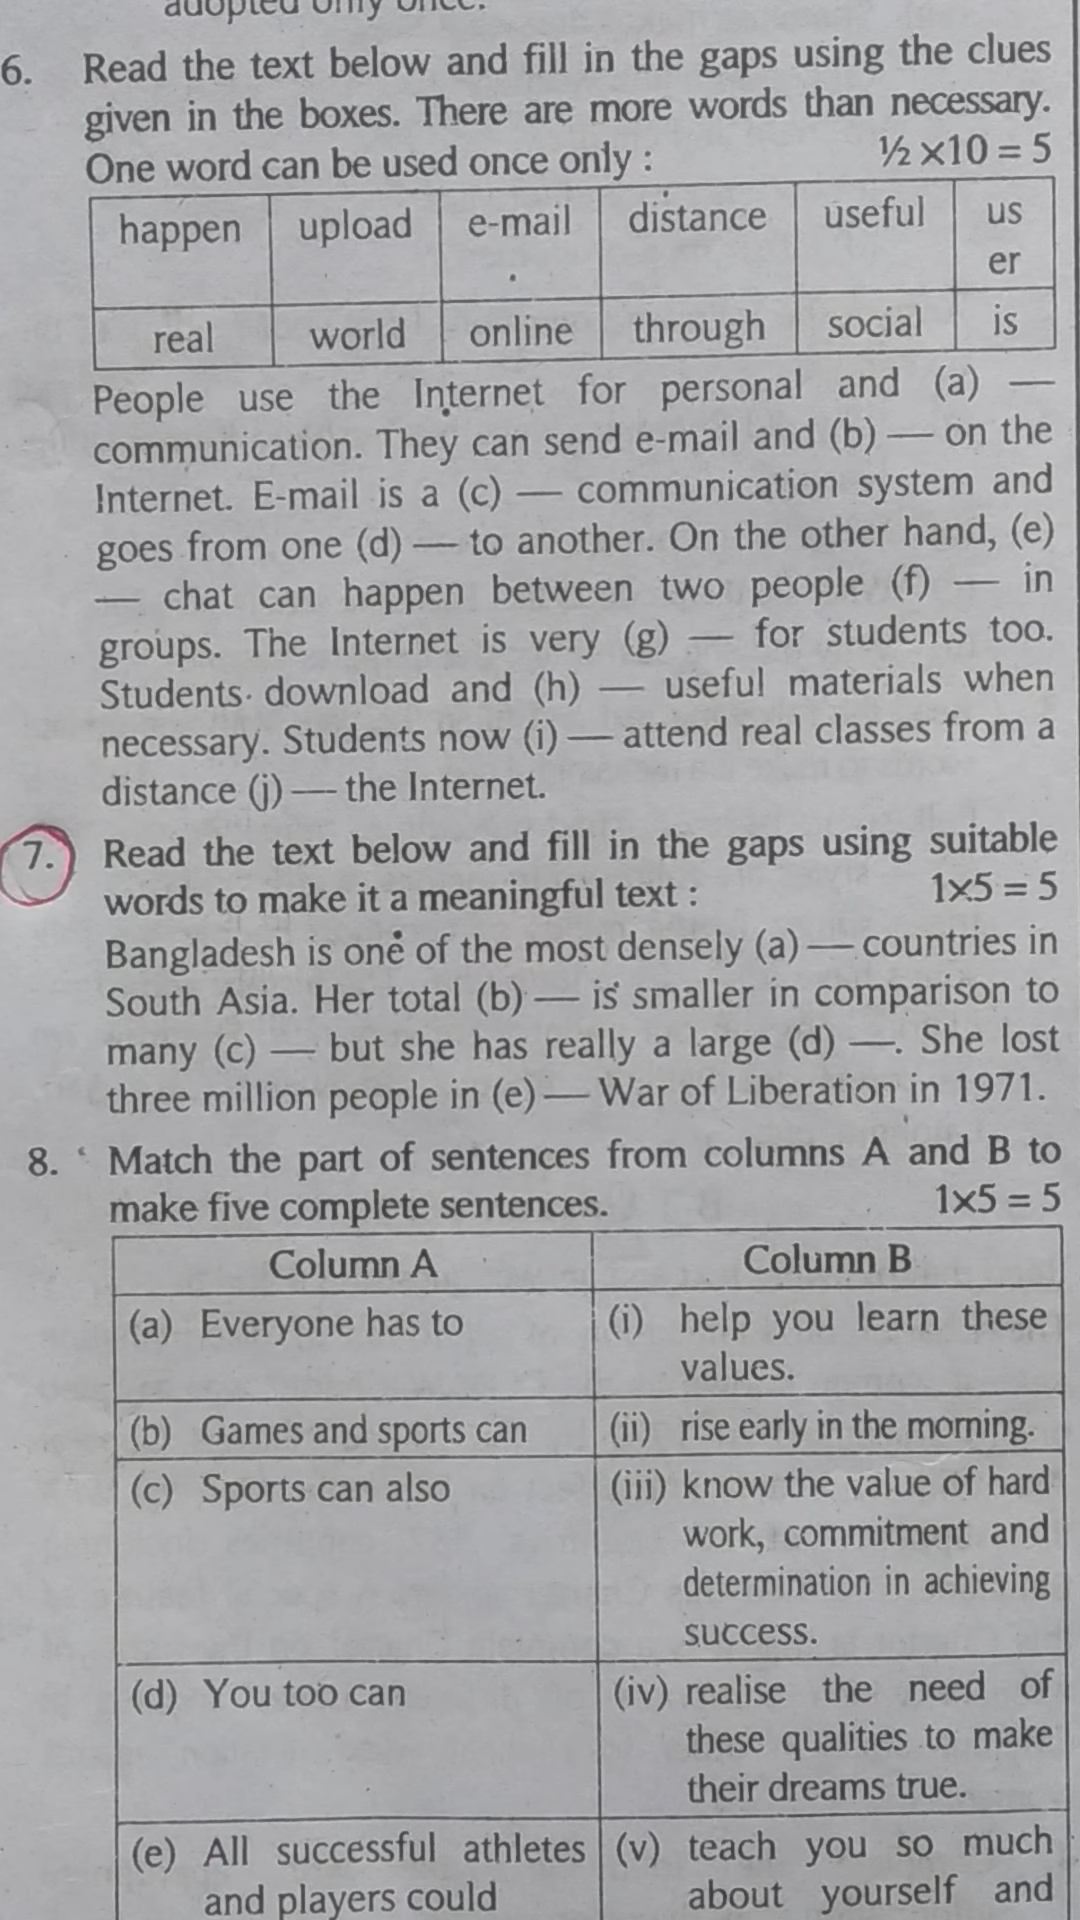 adopted only once.
6. Read the text below and fill in the gaps using the clues
given in the boxes. There are more words than necessary.
One word can be used once only : ½ ×10 = 5
happen upload e-mail distance useful us
er
real world online through social is
People use the Internet for personal and (a) —
communication. They can send e-mail and (b) — on the
Internet. E-mail is a (c) — communication system and
goes from one (d) — to another. On the other hand, (e)
— chat can happen between two people (f) — in
groups. The Internet is very (g) — for students too.
Students download and (h) — useful materials when
necessary. Students now (i) — attend real classes from a
distance (j) — the Internet.
7. Read the text below and fill in the gaps using suitable
words to make it a meaningful text : 1×5 = 5
Bangladesh is one of the most densely (a) — countries in
South Asia. Her total (b) — is smaller in comparison to
many (c) — but she has really a large (d) —. She lost
three million people in (e) — War of Liberation in 1971.
8. Match the part of sentences from columns A and B to
make five complete sentences. 1×5 = 5
Column A Column B
(a) Everyone has to (i) help you learn these
values.
(b) Games and sports can (ii) rise early in the morning.
(c) Sports can also (iii) know the value of hard
work, commitment and
determination in achieving
success.
(d) You too can (iv) realise the need of
these qualities to make
their dreams true.
(e) All successful athletes (v) teach you so much
and players could about yourself and